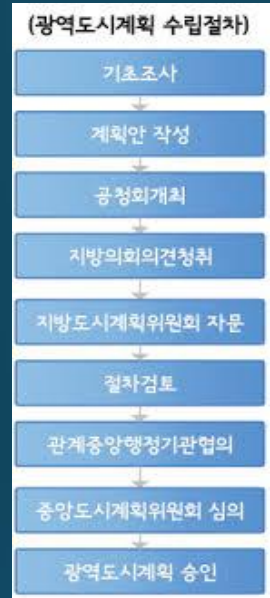 (광역도시계획 수립절차)
기초조사
계획안 작성
공청회개최
지방의회의견청취
지방도시계획위원회 자문
절차검토
관계중앙행정기관협의
중앙도시계획위원회 심의
광역도시계획 승인